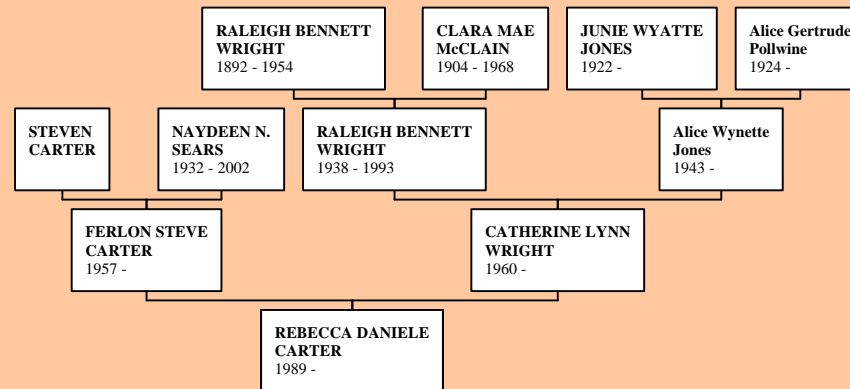 RALEIGH BENNETT
WRIGHT
1892 - 1954
CLARA MAE
McCLAIN
1904 - 1968
JUNIE WYATTE
JONES
1922 -
Alice Gertrude
Pollwine
1924 -
STEVEN
CARTER
NAYDEEN N.
SEARS
1932 - 2002
RALEIGH BENNETT
WRIGHT
1938 - 1993
Alice Wynette
Jones
1943 -
FERLON STEVE
CARTER
1957 -
CATHERINE LYNN
WRIGHT
1960 -
REBECCA DANIELE
CARTER
1989 -